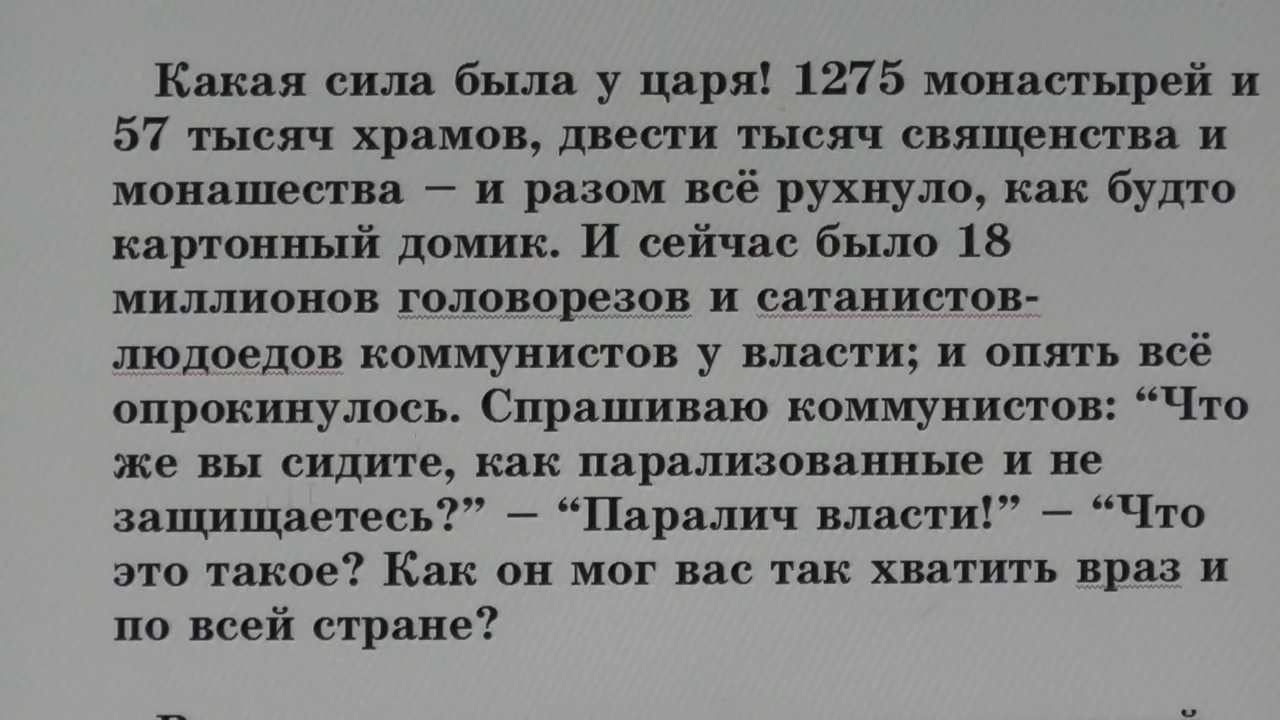 Какая сила была у царя! 1275 монастырей и
57 тысяч храмов, двести тысяч священства и
монашества – и разом всё рухнуло, как будто
картонный домик. И сейчас было 18
миллионов головорезов и сатанистов-
людоедов коммунистов у власти; и опять всё
опрокинулось. Спрашиваю коммунистов: “Что
же вы сидите, как парализованные и не
защищаетесь?” – “Паралич власти!” – “Что
это такое? Как он мог вас так хватить враз и
по всей стране?